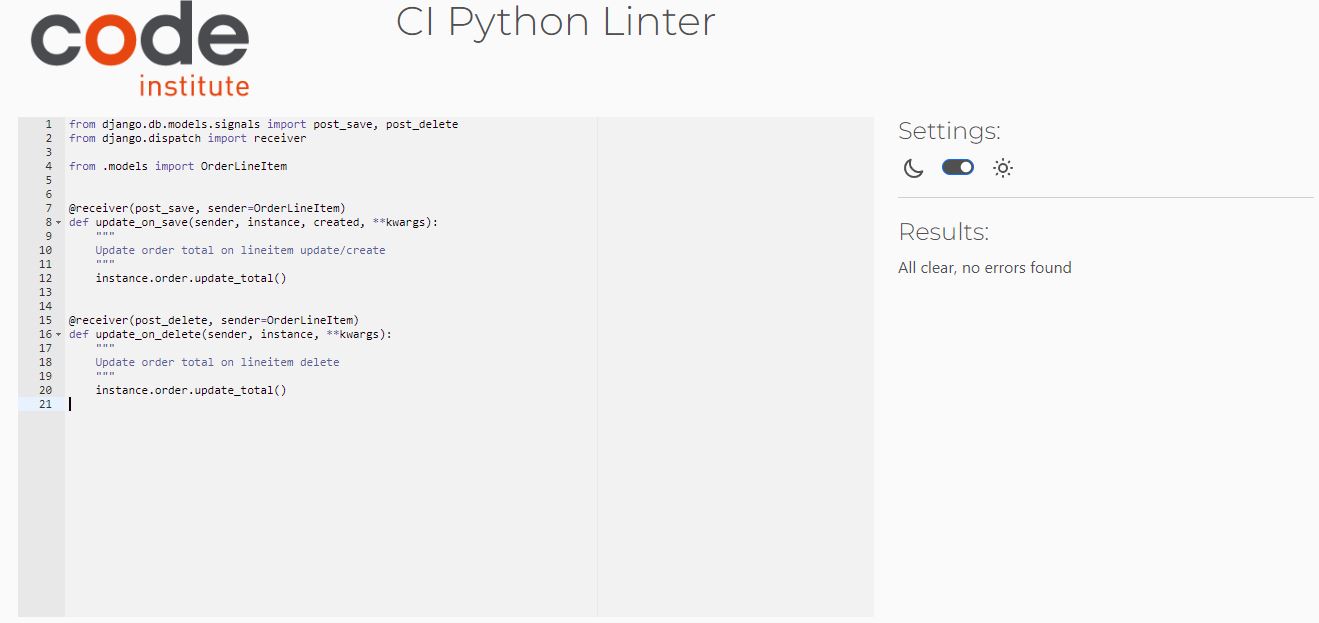 code
institute
CI Python Linter
1 from django.db.models.signals import post_save, post_delete
2 from django.dispatch import receiver
3
4 from .models import OrderLineItem
5
6
7 @receiver(post_save, sender=OrderLineItem)
8 def update_on_save(sender, instance, created, **kwargs):
9     """
10     Update order total on lineitem update/create
11     """
12     instance.order.update_total()
13
14
15 @receiver(post_delete, sender=OrderLineItem)
16 def update_on_delete(sender, instance, **kwargs):
17     """
18     Update order total on lineitem delete
19     """
20     instance.order.update_total()
21
Settings:
Results:
All clear, no errors found